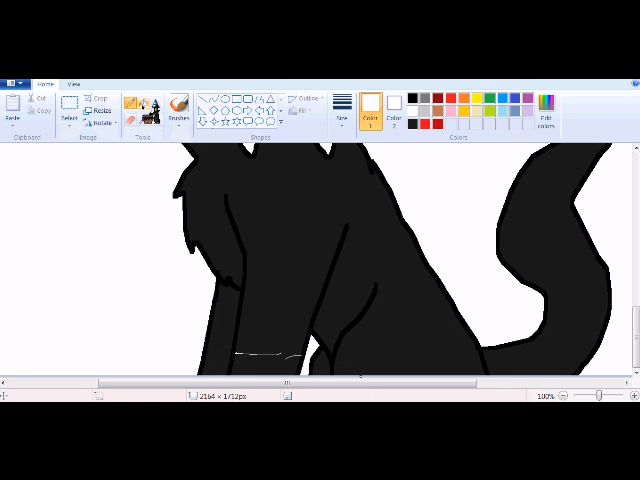 Home View
Cut
Copy
Paste
Clipboard
Crop
Resize
Rotate
Select
Image
Tools
Brushes
Outline
Fill
Shapes
Size
Color 1
Color 2
Edit colors
Colors
2164 × 1712px
100%